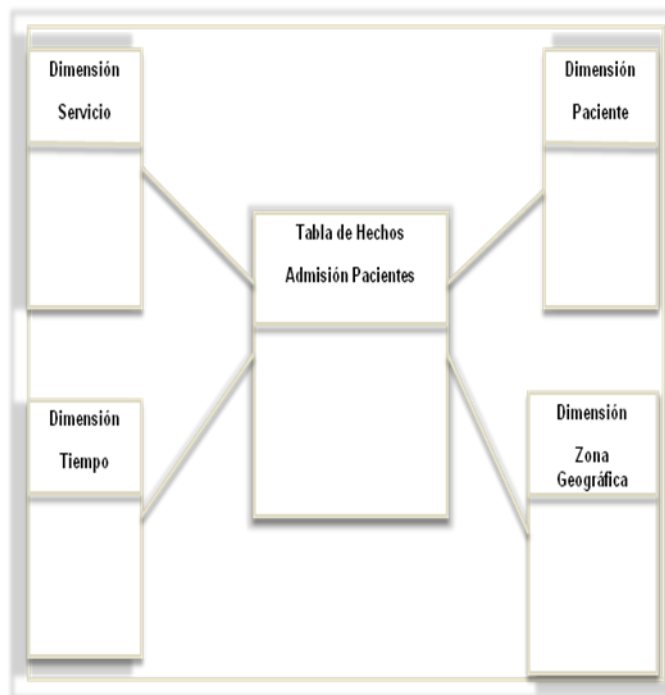 Dimensión
Servicio
Dimensión
Paciente
Tabla de Hechos
Admisión Pacientes
Dimensión
Tiempo
Dimensión
Zona
Geográfica